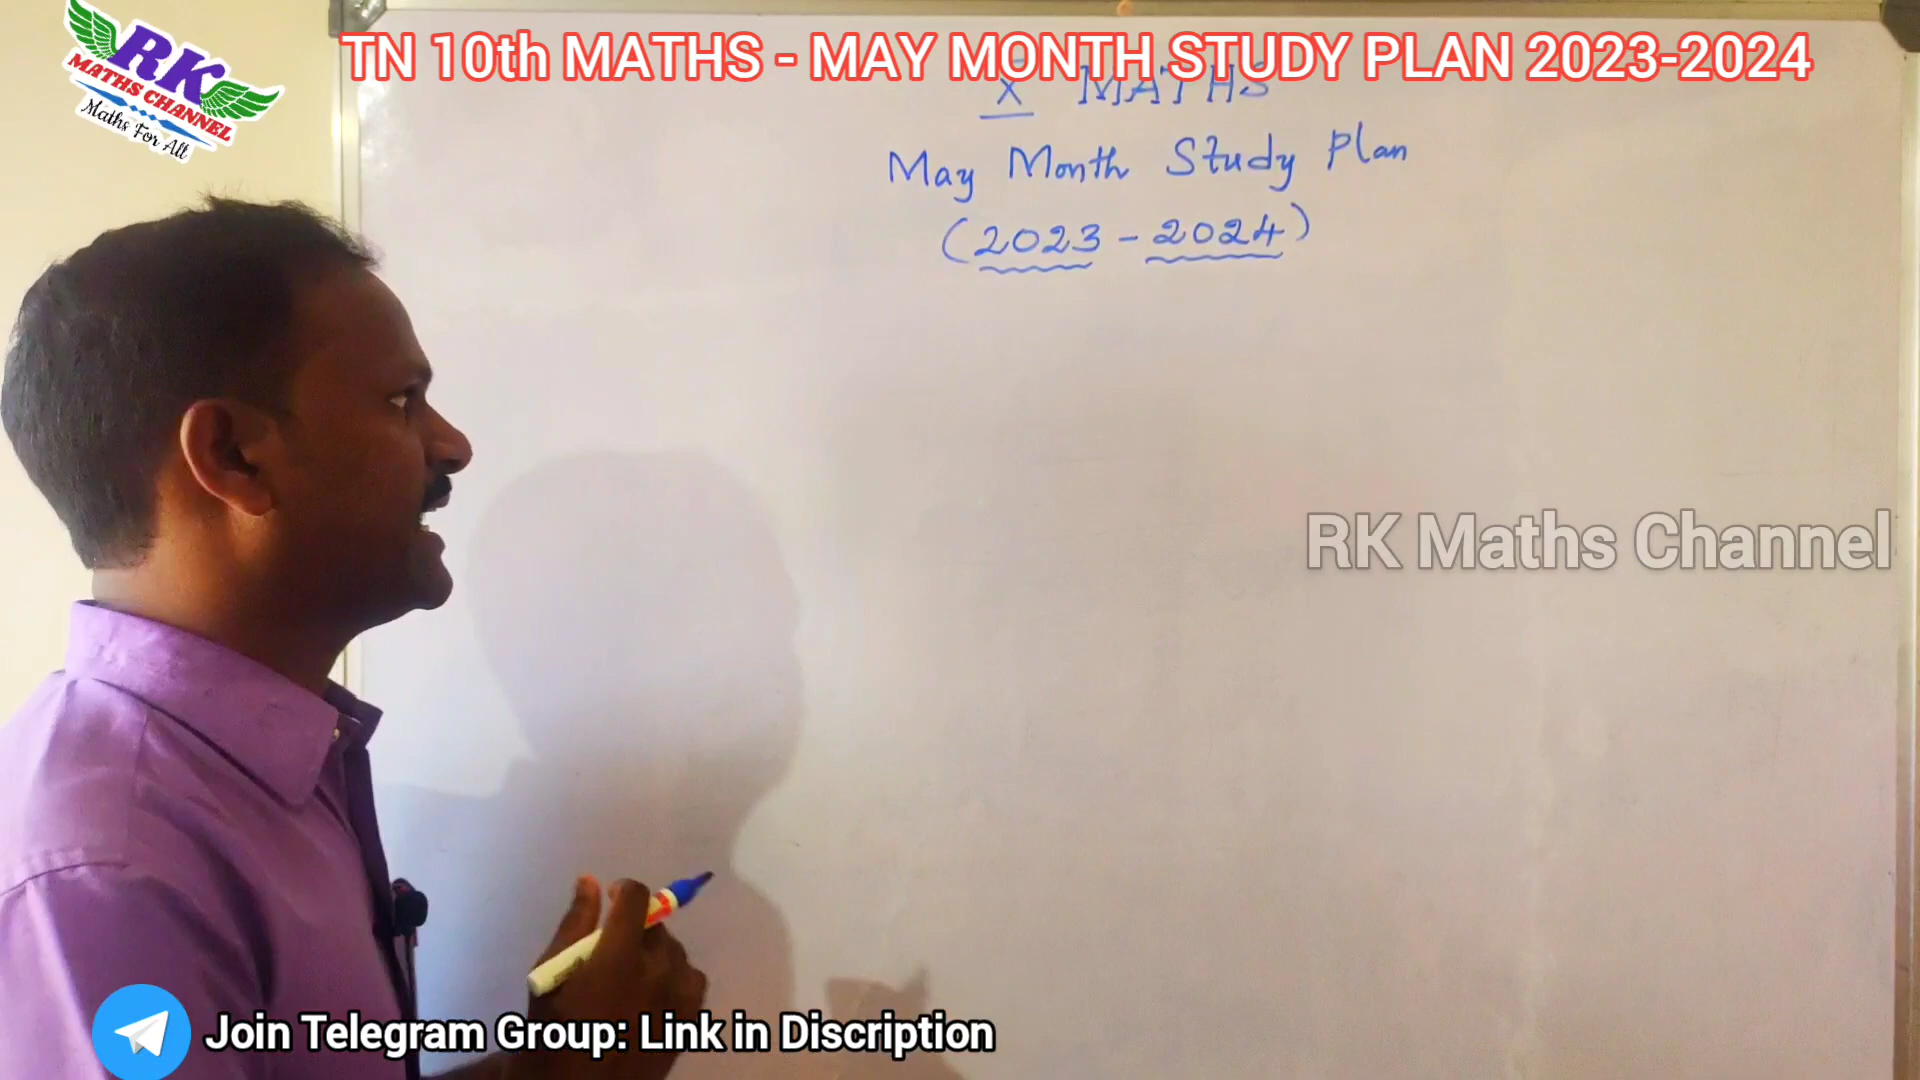 RK
MATHS CHANNEL
Maths For All
TN 10th MATHS - MAY MONTH STUDY PLAN 2023-2024
X MATHS
May Month Study Plan
(2023 - 2024)
RK Maths Channel
Join Telegram Group: Link in Discription